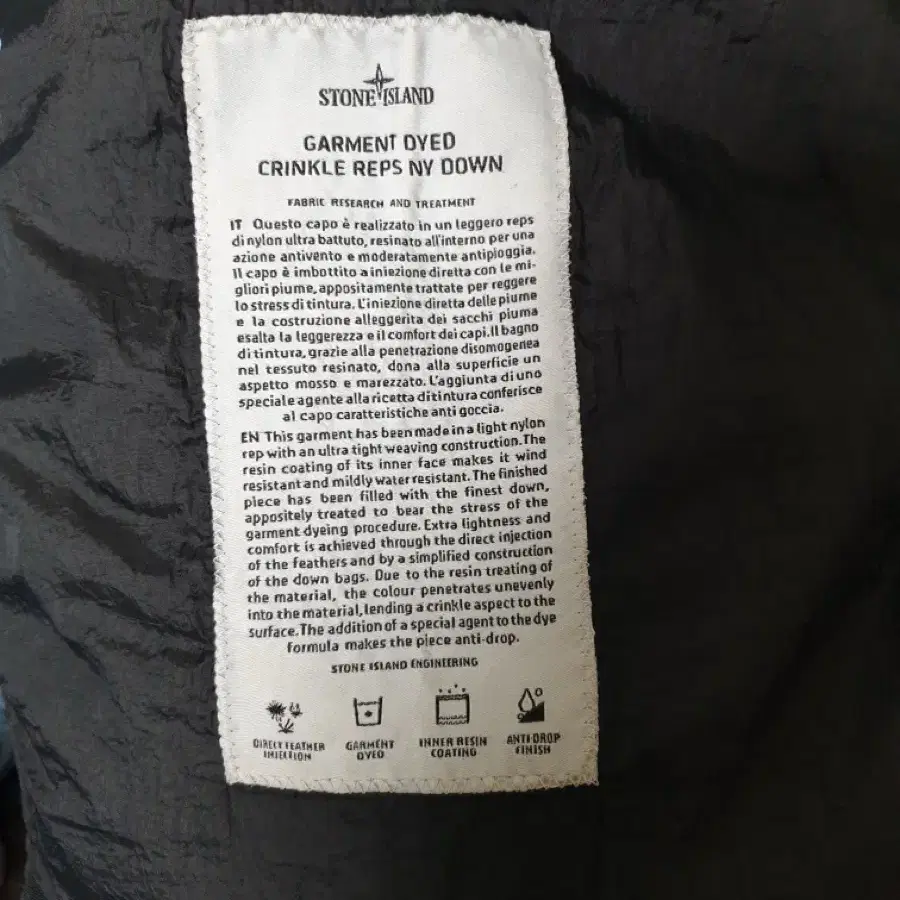 STONE ISLAND
GARMENT DYED
CRINKLE REPS NY DOWN
FABRIC RESEARCH AND TREATMENT
IT Questo capo è realizzato in un leggero reps
di nylon ultra battuto, resinato all'interno per una
azione antivento e moderatamente antipioggia.
Il capo è imbottito a iniezione diretta con le mi-
gliori piume, appositamente trattate per reggere
lo stress di tintura. L'iniezione diretta delle piume
e la costruzione alleggerita dei sacchi piuma
esalta la leggerezza e il comfort dei capi. Il bagno
di tintura, grazie alla penetrazione disomogenea
nel tessuto resinato, dona alla superficie un
aspetto mosso e marezzato. L'aggiunta di uno
speciale agente alla ricetta di tintura conferisce
al capo caratteristiche anti goccia.
EN This garment has been made in a light nylon
rep with an ultra tight weaving construction. The
resin coating of its inner face makes it wind
resistant and mildly water resistant. The finished
piece has been filled with the finest down,
appositely treated to bear the stress of the
garment dyeing procedure. Extra lightness and
comfort is achieved through the direct injection
of the feathers and by a simplified construction
of the down bags. Due to the resin treating of
the material, the colour penetrates unevenly
into the material, lending a crinkle aspect to the
surface. The addition of a special agent to the dye
formula makes the piece anti-drop.
STONE ISLAND ENGINEERING
DIRECT FEATHER
INJECTION
GARMENT
DYED
INNER RESIN
COATING
ANTI DROP
FINISH